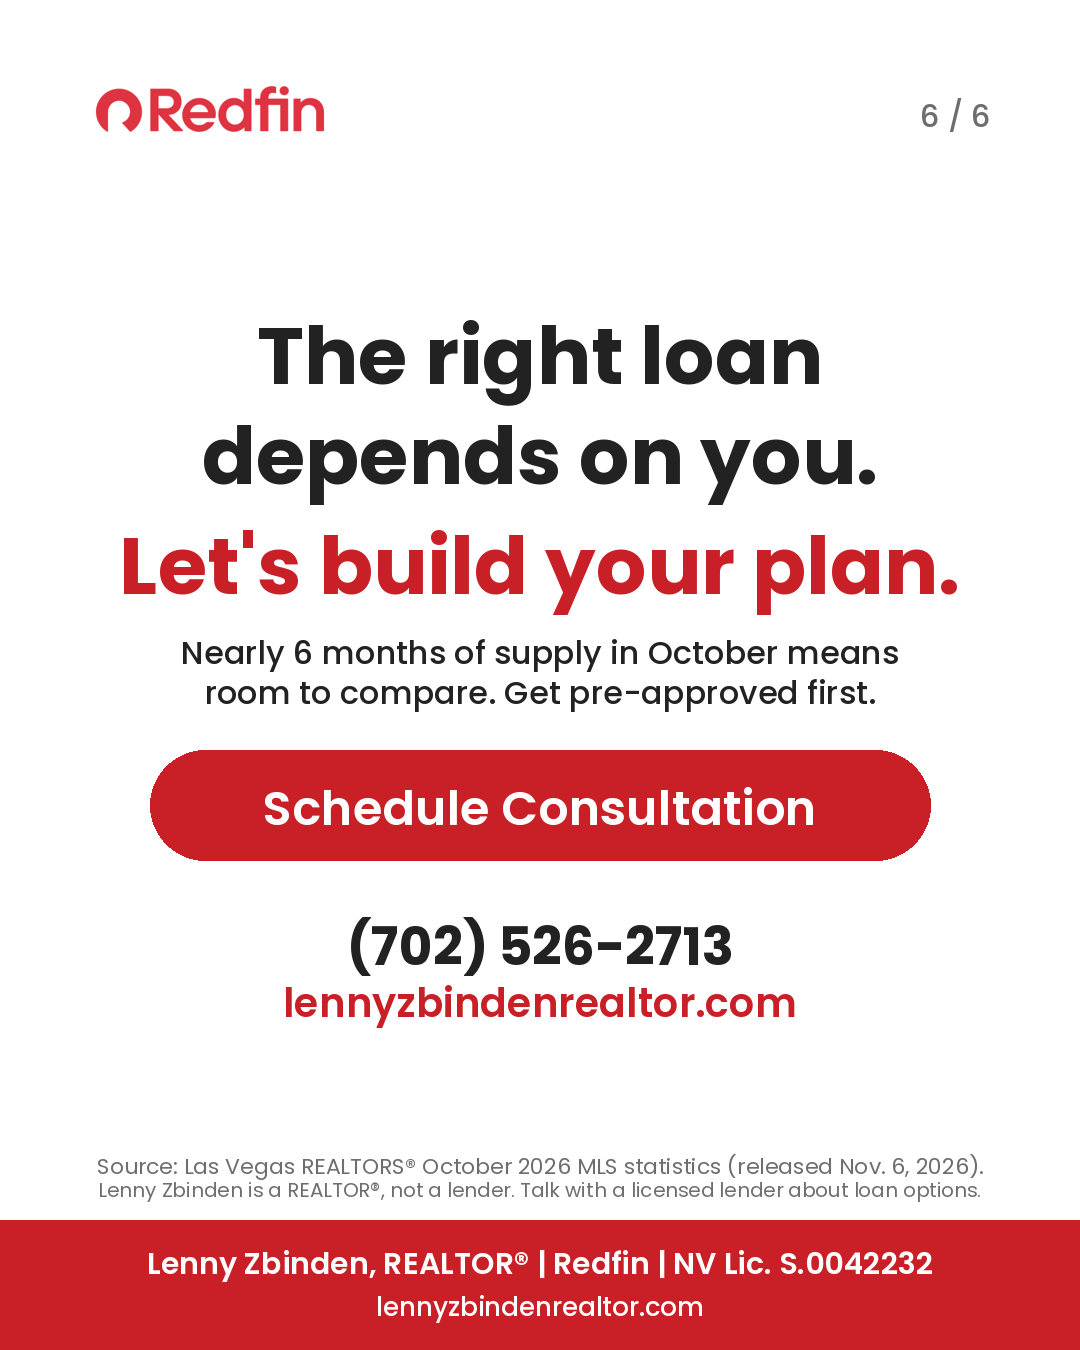 Redfin
6 / 6
The right loan
depends on you.
Let's build your plan.
Nearly 6 months of supply in October means
room to compare. Get pre-approved first.
Schedule Consultation
(702) 526-2713
lennyzbindenrealtor.com
Source: Las Vegas REALTORS® October 2026 MLS statistics (released Nov. 6, 2026).
Lenny Zbinden is a REALTOR®, not a lender. Talk with a licensed lender about loan options.
Lenny Zbinden, REALTOR® | Redfin | NV Lic. S.0042232
lennyzbindenrealtor.com